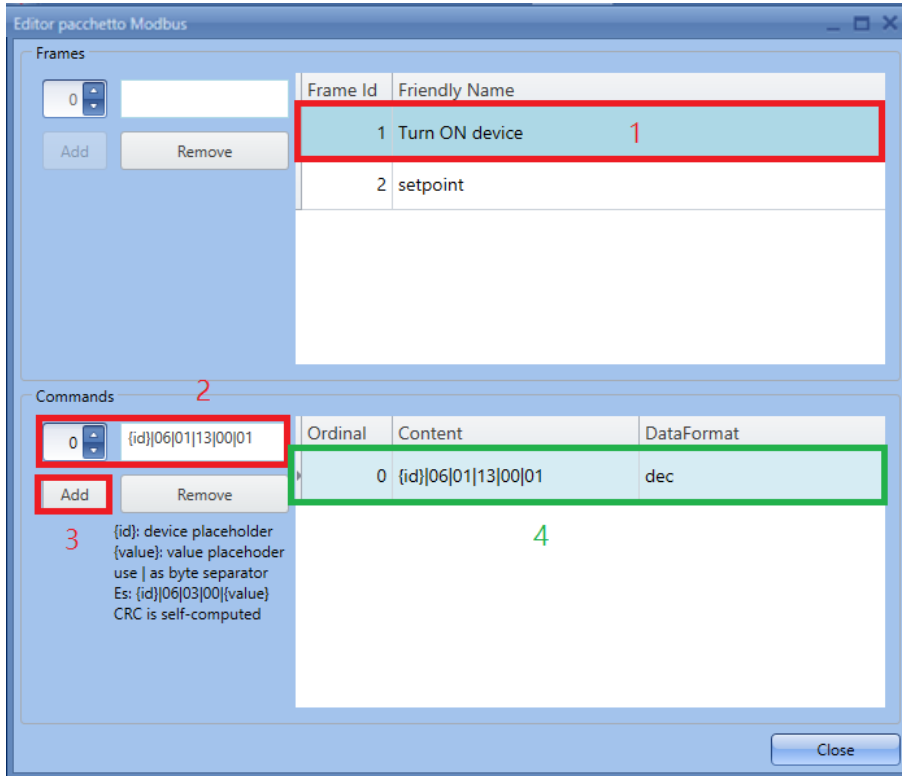 Editor pacchetto Modbus
Frames
0
Add
Remove
Frame Id Friendly Name
1 Turn ON device 1
2 setpoint
Commands
2
0 {id}|06|01|13|00|01
Add
Remove
3
{id}: device placeholder
{value}: value placehoder
use | as byte separator
Es: {id}|06|03|00|{value}
CRC is self-computed
Ordinal Content DataFormat
0 {id}|06|01|13|00|01 dec
4
Close